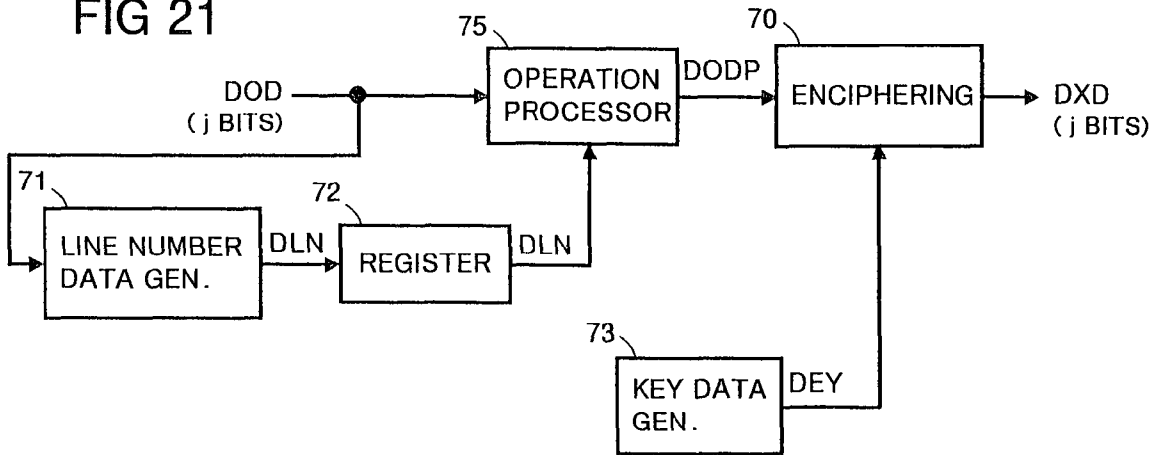 FIG 21
75
70
DOD
(j BITS)
OPERATION
PROCESSOR
DODP
ENCIPHERING
DXD
(j BITS)
71
72
LINE NUMBER
DATA GEN.
DLN
REGISTER
DLN
73
KEY DATA
GEN.
DEY